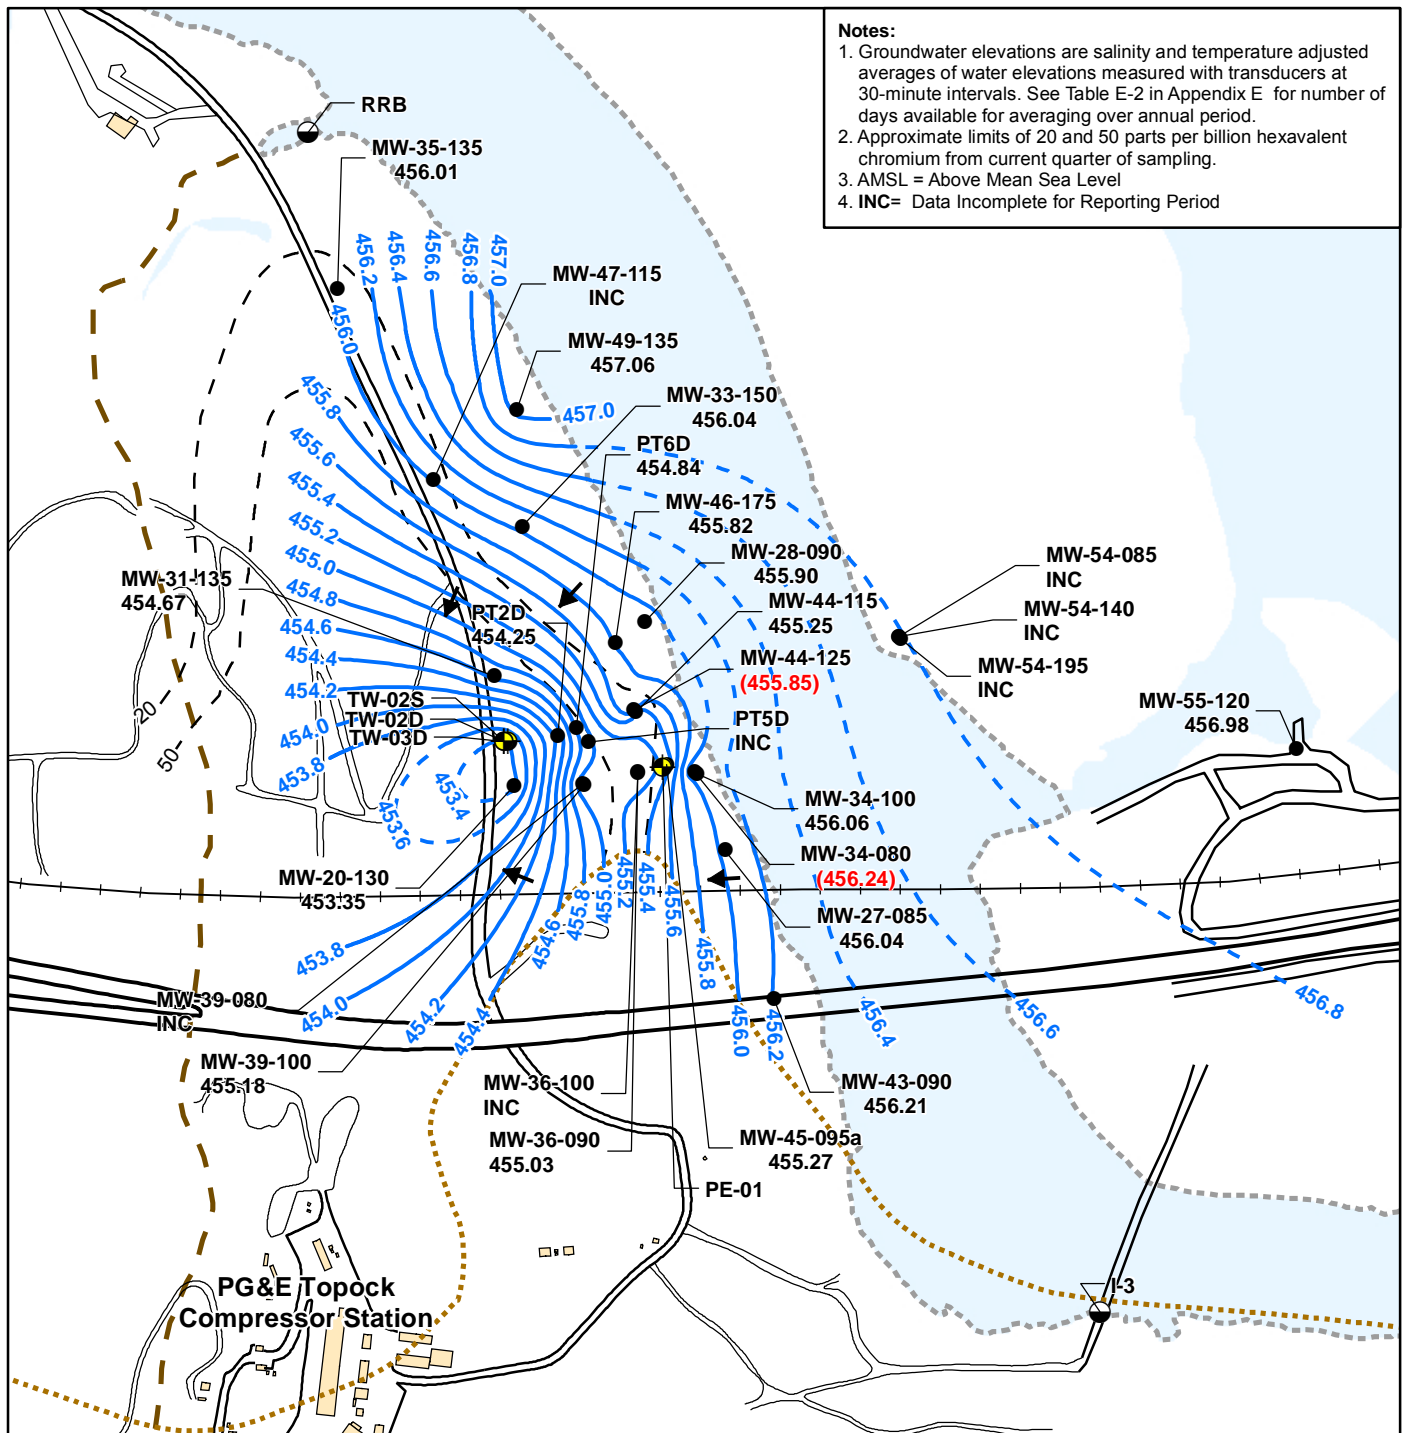 Notes:
1. Groundwater elevations are salinity and temperature adjusted
averages of water elevations measured with transducers at
30-minute intervals. See Table E-2 in Appendix E for number of
days available for averaging over annual period.
2. Approximate limits of 20 and 50 parts per billion hexavalent
chromium from current quarter of sampling.
3. AMSL = Above Mean Sea Level
4. INC= Data Incomplete for Reporting Period
RRB
MW-35-135
456.01
456.2
456.4
456.6
456.8
457.0
MW-47-115
INC
456.0
MW-49-135
457.06
457.0
455.8
MW-33-150
456.04
455.6
PT6D
454.84
455.4
MW-46-175
455.82
455.2
MW-28-090
455.90
455.0
MW-54-085
INC
MW-31-135
454.67
454.8
MW-44-115
455.25
MW-54-140
INC
PT2D
454.25
454.6
454.4
MW-44-125
(455.85)
MW-54-195
INC
454.2
TW-02S
TW-02D
TW-03D
PT5D
INC
MW-55-120
456.98
20
50
454.0
453.8
453.4
453.6
MW-34-100
456.06
MW-34-080
(456.24)
MW-20-130
453.35
455.2
455.4
455.0
455.8
455.6
MW-27-085
456.04
454.6
453.8
455.8
MW-39-080
INC
454.0
454.2
454.4
456.0
456.2
456.4
456.6
456.8
MW-39-100
455.18
MW-36-100
INC
MW-43-090
456.21
MW-36-090
455.03
MW-45-095a
455.27
PE-01
I-3
PG&E Topock
Compressor Station